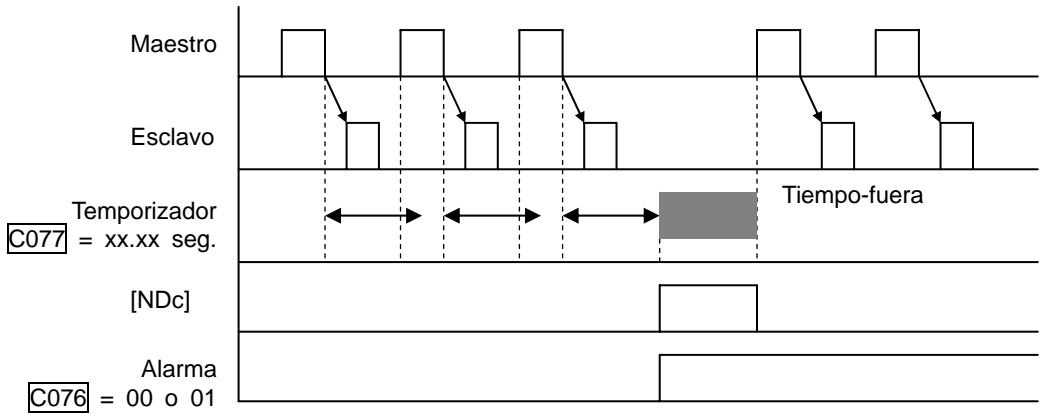 Maestro
Esclavo
Tiempo-fuera
Temporizador
C077 = xx.xx seg.
[NDc]
Alarma
C076 = 00 o 01